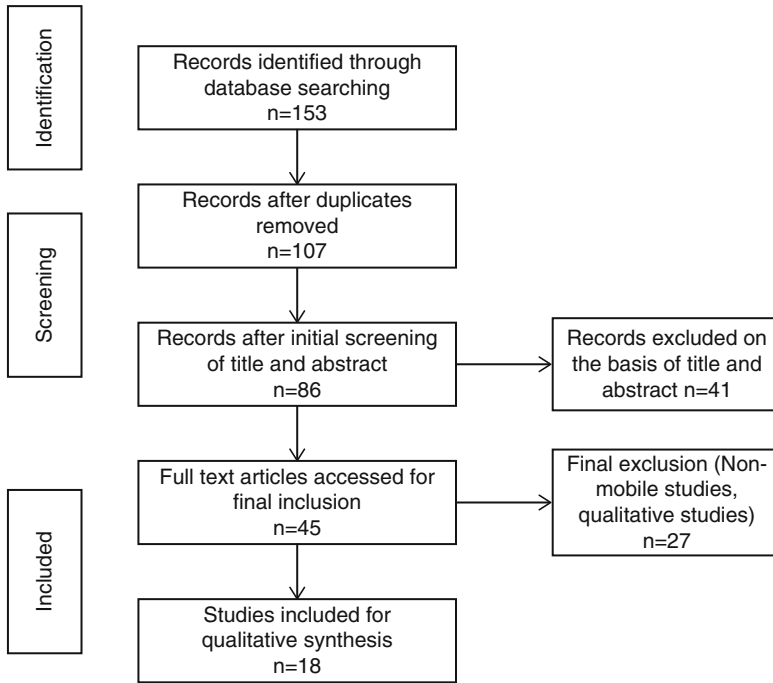 Identification
Records identified through
database searching
n=153
Screening
Records after duplicates
removed
n=107
Records after initial screening
of title and abstract
n=86
Records excluded on
the basis of title and
abstract n=41
Included
Full text articles accessed for
final inclusion
n=45
Final exclusion (Non-
mobile studies,
qualitative studies)
n=27
Studies included for
qualitative synthesis
n=18